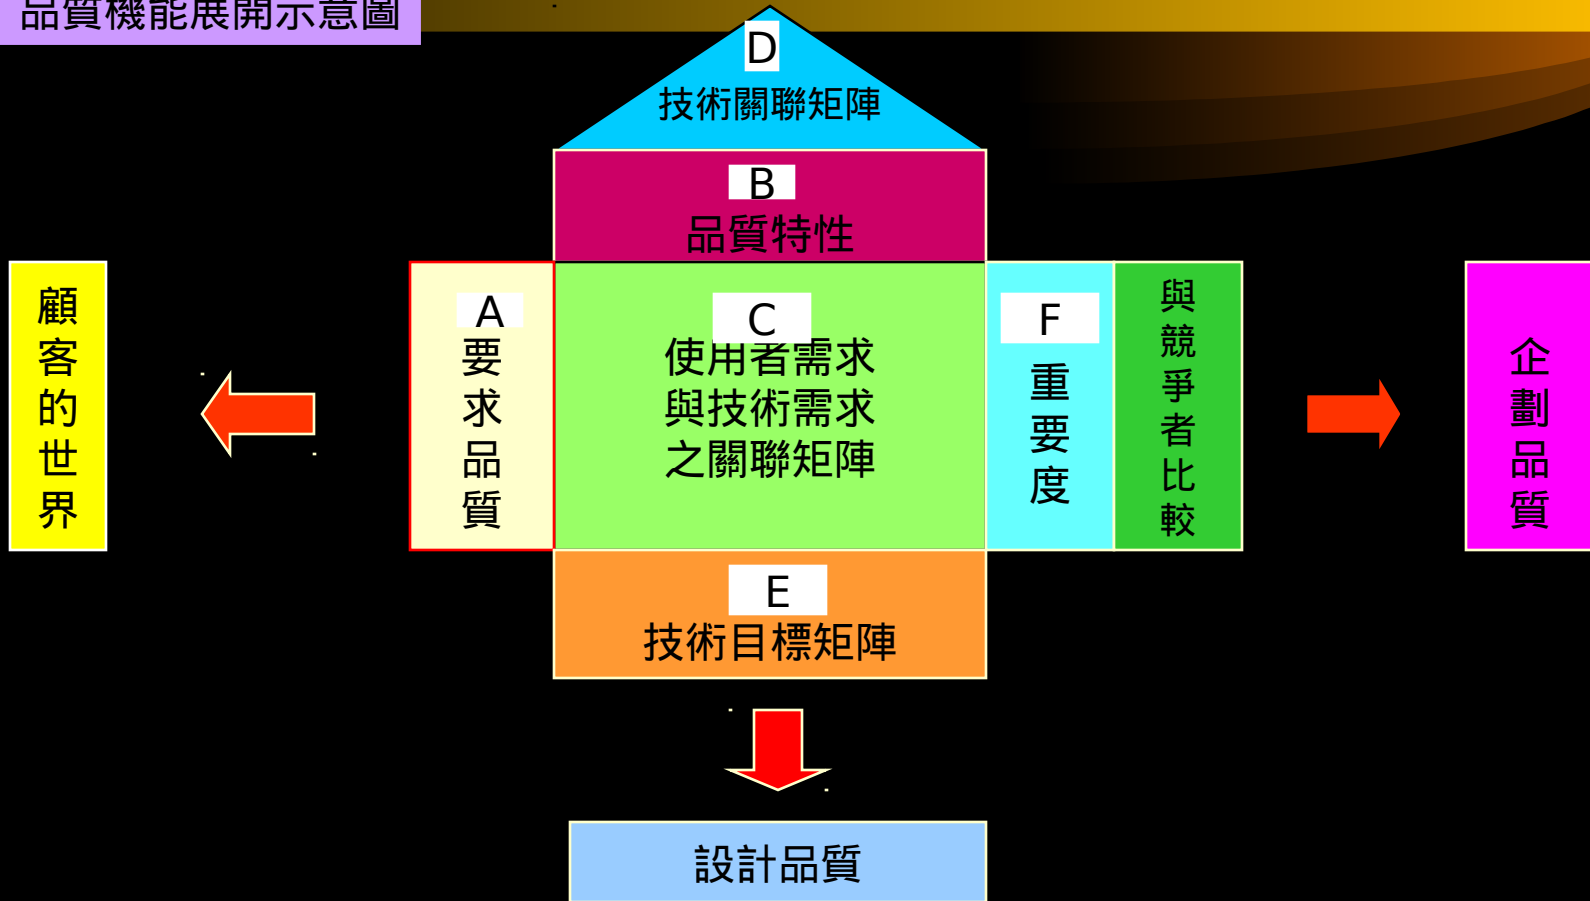 品質機能展開示意圖
D
技術關聯矩陣
B
品質特性
顧客的世界
A
要求品質
C
使用者需求
與技術需求
之關聯矩陣
F
重要度
與競爭者比較
企劃品質
E
技術目標矩陣
設計品質